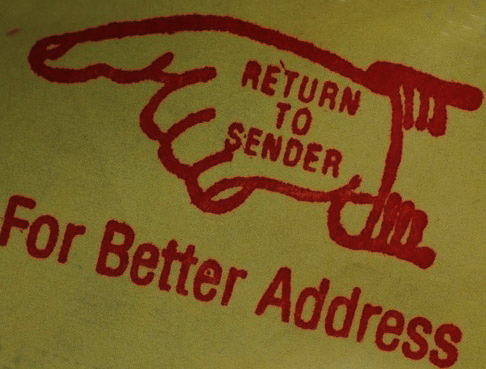 RETURN
TO
SENDER
For Better Address